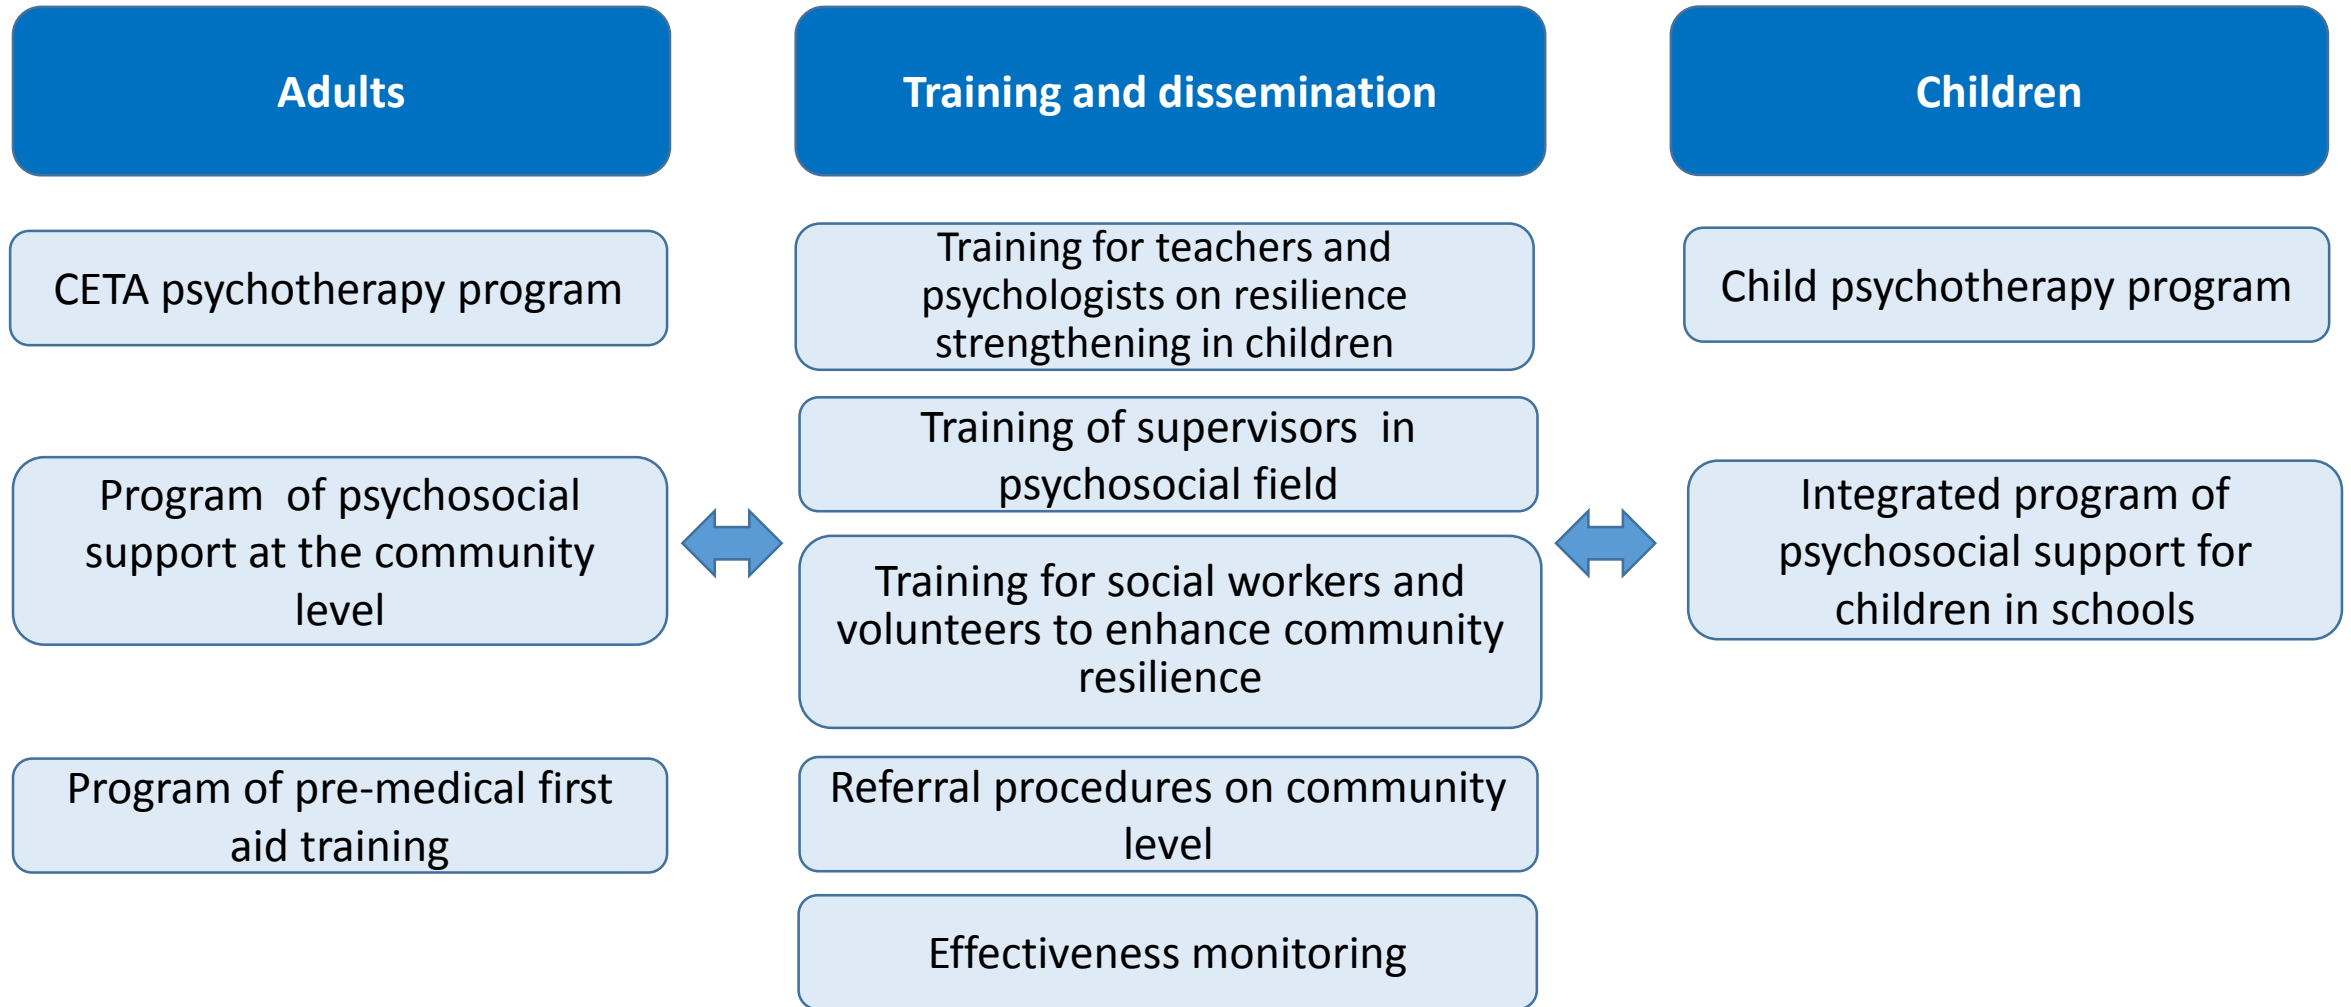 Adults
Training and dissemination
Children
CETA psychotherapy program
Program of psychosocial
support at the community
level
Program of pre-medical first
aid training
Training for teachers and
psychologists on resilience
strengthening in children
Training of supervisors in
psychosocial field
Training for social workers and
volunteers to enhance community
resilience
Referral procedures on community
level
Effectiveness monitoring
Child psychotherapy program
Integrated program of
psychosocial support for
children in schools